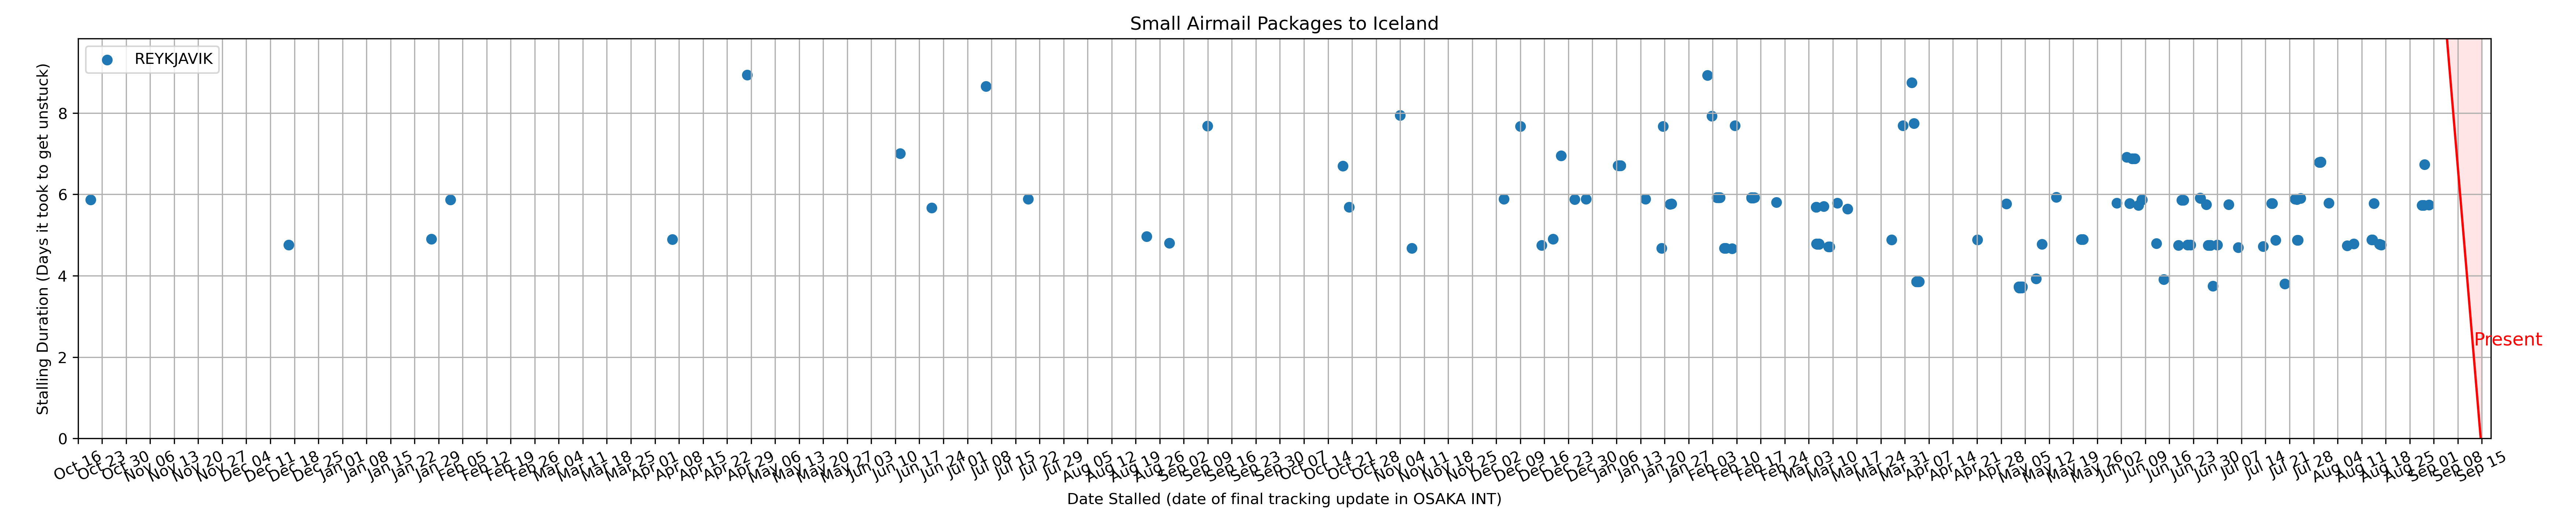 Small Airmail Packages to Iceland
REYKJAVIK
Stalling Duration (Days it took to get unstuck)
8
6
4
2
0
Present
Oct 16 Oct 23 Oct 30 Nov 06 Nov 13 Nov 20 Nov 27 Dec 04 Dec 11 Dec 18 Dec 25 Jan 01 Jan 08 Jan 15 Jan 22 Jan 29 Feb 05 Feb 12 Feb 19 Feb 26 Mar 04 Mar 11 Mar 18 Mar 25 Apr 01 Apr 08 Apr 15 Apr 22 Apr 29 May 06 May 13 May 20 May 27 Jun 03 Jun 10 Jun 17 Jun 24 Jul 01 Jul 08 Jul 15 Jul 22 Jul 29 Aug 05 Aug 12 Aug 19 Aug 26 Sep 02 Sep 09 Sep 16 Sep 23 Sep 30 Oct 07 Oct 14 Oct 21 Oct 28 Nov 04 Nov 11 Nov 18 Nov 25 Dec 02 Dec 09 Dec 16 Dec 23 Dec 30 Jan 06 Jan 13 Jan 20 Jan 27 Feb 03 Feb 10 Feb 17 Feb 24 Mar 03 Mar 10 Mar 17 Mar 24 Mar 31 Apr 07 Apr 14 Apr 21 Apr 28 May 05 May 12 May 19 May 26 Jun 02 Jun 09 Jun 16 Jun 23 Jun 30 Jul 07 Jul 14 Jul 21 Jul 28 Aug 04 Aug 11 Aug 18 Aug 25 Sep 01 Sep 08 Sep 15
Date Stalled (date of final tracking update in OSAKA INT)